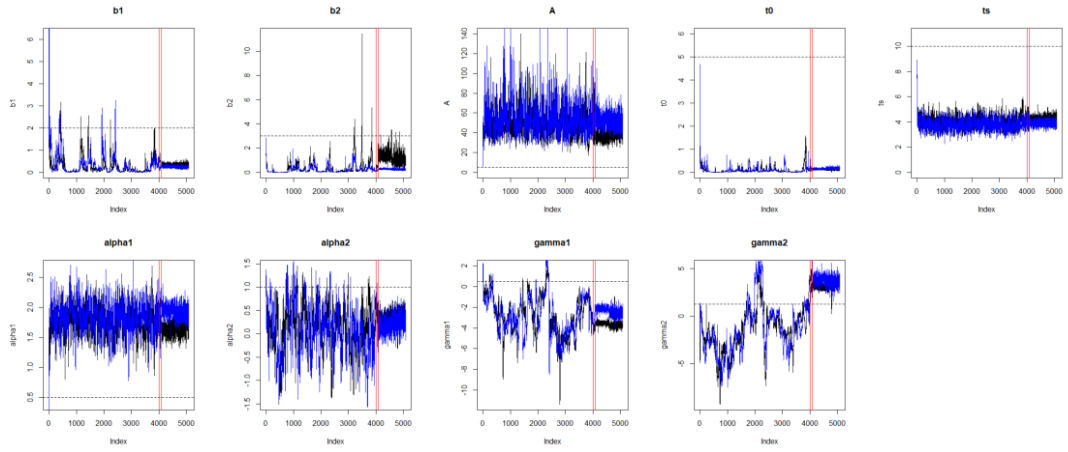 b1
b2
A
t0
ts
b1
0 1 2 3 4 5 6
0 1000 2000 3000 4000 5000
Index
b2
0 2 4 6 8 10
0 1000 2000 3000 4000 5000
Index
A
0 20 40 60 80 100 120 140
0 1000 2000 3000 4000 5000
Index
t0
0 1 2 3 4 5 6
0 1000 2000 3000 4000 5000
Index
ts
0 2 4 6 8 10
0 1000 2000 3000 4000 5000
Index
alpha1
alpha2
gamma1
gamma2
alpha1
0.5 1.0 1.5 2.0 2.5
0 1000 2000 3000 4000 5000
Index
alpha2
-1.5 -1.0 -0.5 0.0 0.5 1.0 1.5
0 1000 2000 3000 4000 5000
Index
gamma1
-10 -8 -6 -4 -2 0 2
0 1000 2000 3000 4000 5000
Index
gamma2
-5 0 5
0 1000 2000 3000 4000 5000
Index